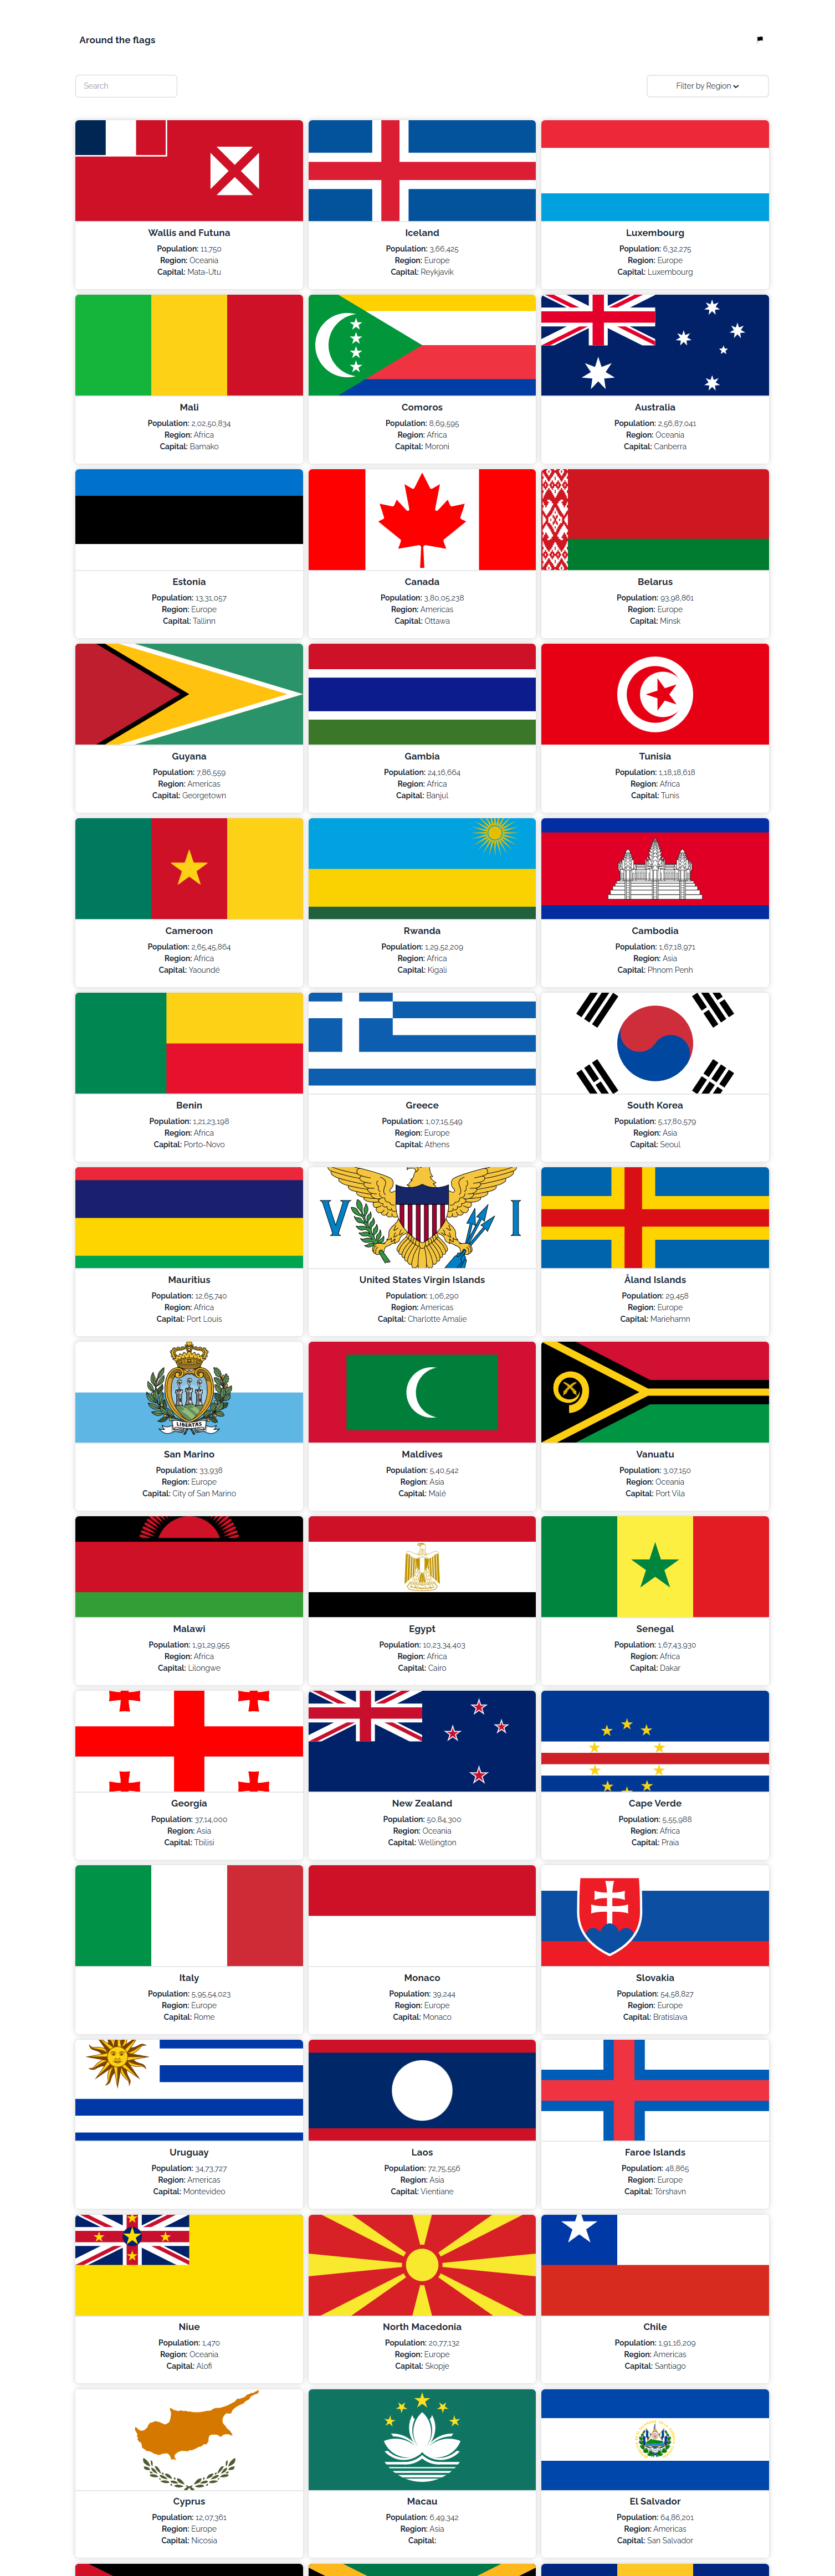 Around the flags
Search
Filter by Region
Wallis and Futuna
Population: 11,750
Region: Oceania
Capital: Mata-Utu
Iceland
Population: 3,66,425
Region: Europe
Capital: Reykjavik
Luxembourg
Population: 6,32,275
Region: Europe
Capital: Luxembourg
Mali
Population: 2,02,50,834
Region: Africa
Capital: Bamako
Comoros
Population: 8,69,595
Region: Africa
Capital: Moroni
Australia
Population: 2,56,87,041
Region: Oceania
Capital: Canberra
Estonia
Population: 13,31,057
Region: Europe
Capital: Tallinn
Canada
Population: 3,80,05,238
Region: Americas
Capital: Ottawa
Belarus
Population: 93,98,861
Region: Europe
Capital: Minsk
Guyana
Population: 7,86,559
Region: Americas
Capital: Georgetown
Gambia
Population: 24,16,664
Region: Africa
Capital: Banjul
Tunisia
Population: 1,18,18,618
Region: Africa
Capital: Tunis
Cameroon
Population: 2,65,45,864
Region: Africa
Capital: Yaoundé
Rwanda
Population: 1,29,52,209
Region: Africa
Capital: Kigali
Cambodia
Population: 1,67,18,971
Region: Asia
Capital: Phnom Penh
Benin
Population: 1,21,23,198
Region: Africa
Capital: Porto-Novo
Greece
Population: 1,07,15,549
Region: Europe
Capital: Athens
South Korea
Population: 5,17,80,579
Region: Asia
Capital: Seoul
Mauritius
Population: 12,65,740
Region: Africa
Capital: Port Louis
V I
United States Virgin Islands
Population: 1,06,290
Region: Americas
Capital: Charlotte Amalie
Åland Islands
Population: 29,458
Region: Europe
Capital: Mariehamn
LIBERTAS
San Marino
Population: 33,938
Region: Europe
Capital: City of San Marino
Maldives
Population: 5,40,542
Region: Asia
Capital: Malé
Vanuatu
Population: 3,07,150
Region: Oceania
Capital: Port Vila
Malawi
Population: 1,91,29,955
Region: Africa
Capital: Lilongwe
Egypt
Population: 10,23,34,403
Region: Africa
Capital: Cairo
Senegal
Population: 1,67,43,930
Region: Africa
Capital: Dakar
Georgia
Population: 37,14,000
Region: Asia
Capital: Tbilisi
New Zealand
Population: 50,84,300
Region: Oceania
Capital: Wellington
Cape Verde
Population: 5,55,988
Region: Africa
Capital: Praia
Italy
Population: 5,95,54,023
Region: Europe
Capital: Rome
Monaco
Population: 39,244
Region: Europe
Capital: Monaco
Slovakia
Population: 54,58,827
Region: Europe
Capital: Bratislava
Uruguay
Population: 34,73,727
Region: Americas
Capital: Montevideo
Laos
Population: 72,75,556
Region: Asia
Capital: Vientiane
Faroe Islands
Population: 48,865
Region: Europe
Capital: Tórshavn
Niue
Population: 1,470
Region: Oceania
Capital: Alofi
North Macedonia
Population: 20,77,132
Region: Europe
Capital: Skopje
Chile
Population: 1,91,16,209
Region: Americas
Capital: Santiago
Cyprus
Population: 12,07,361
Region: Europe
Capital: Nicosia
Macau
Population: 6,49,342
Region: Asia
Capital:
El Salvador
Population: 64,86,201
Region: Americas
Capital: San Salvador